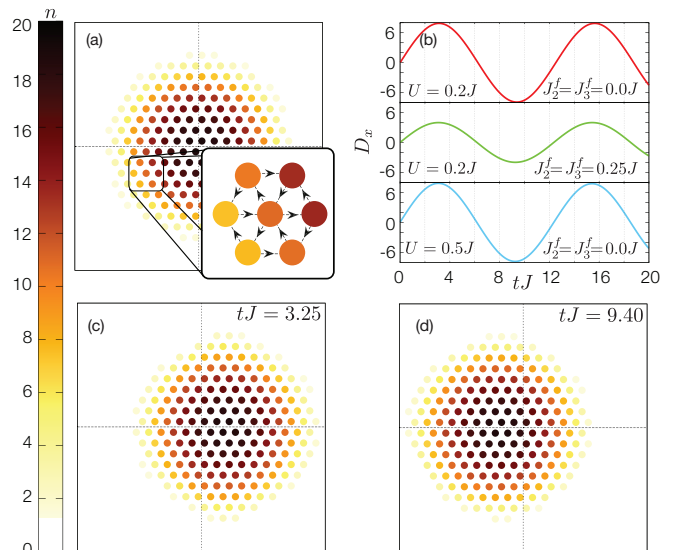 n
20
18
16
14
12
10
8
6
4
2
0
(a)
(b)
D_x
6
0
-6
U = 0.2J
J_2^f=J_3^f=0.0J
6
0
-6
U = 0.2J
J_2^f=J_3^f=0.25J
6
0
-6
U = 0.5J
J_2^f=J_3^f=0.0J
0 4 8 12 16 20
tJ
(c)
tJ = 3.25
(d)
tJ = 9.40